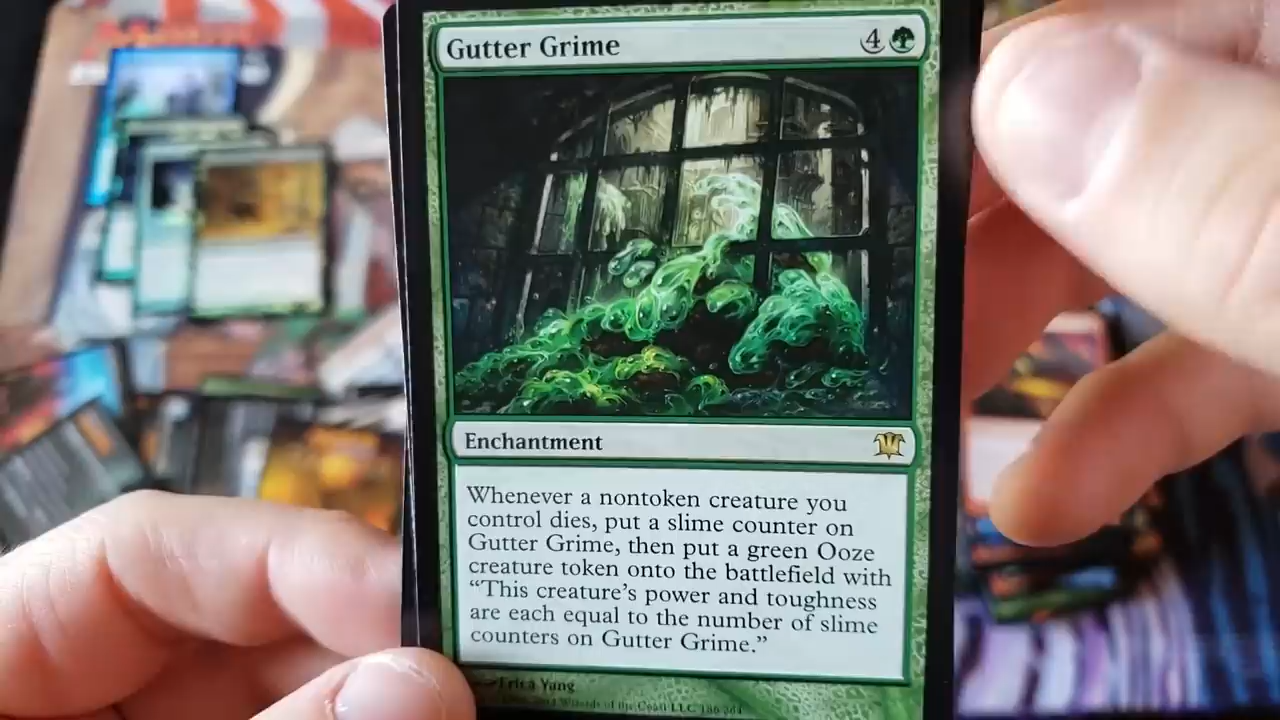 Gutter Grime 4
Enchantment
Whenever a nontoken creature you
control dies, put a slime counter on
Gutter Grime, then put a green Ooze
creature token onto the battlefield with
“This creature’s power and toughness
are each equal to the number of slime
counters on Gutter Grime.”
Erica Yang
Wizards of the Coast LLC 186/264